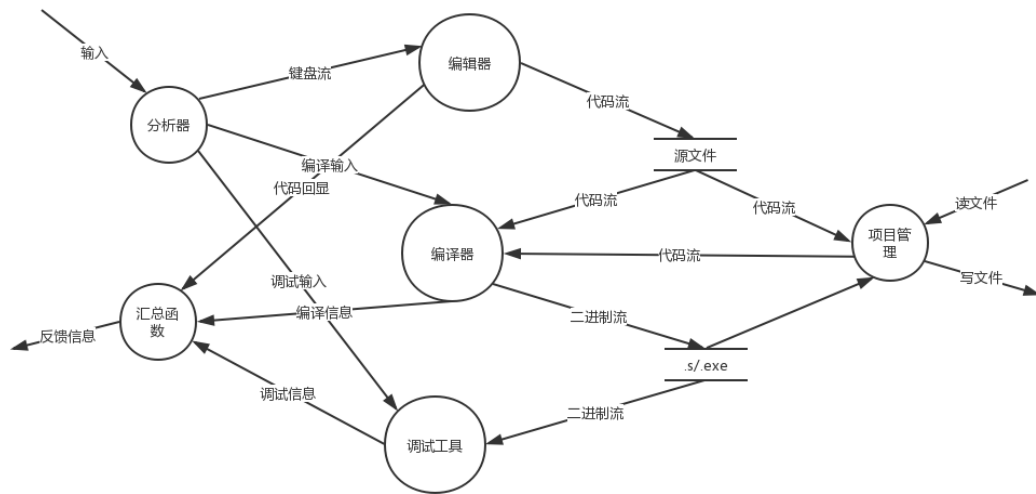 输入
键盘流
编辑器
代码流
分析器
源文件
编译输入
代码回显
代码流
代码流
读文件
项目管
理
编译器
代码流
调试输入
写文件
汇总函
数
编译信息
二进制流
反馈信息
.s/.exe
调试信息
二进制流
调试工具